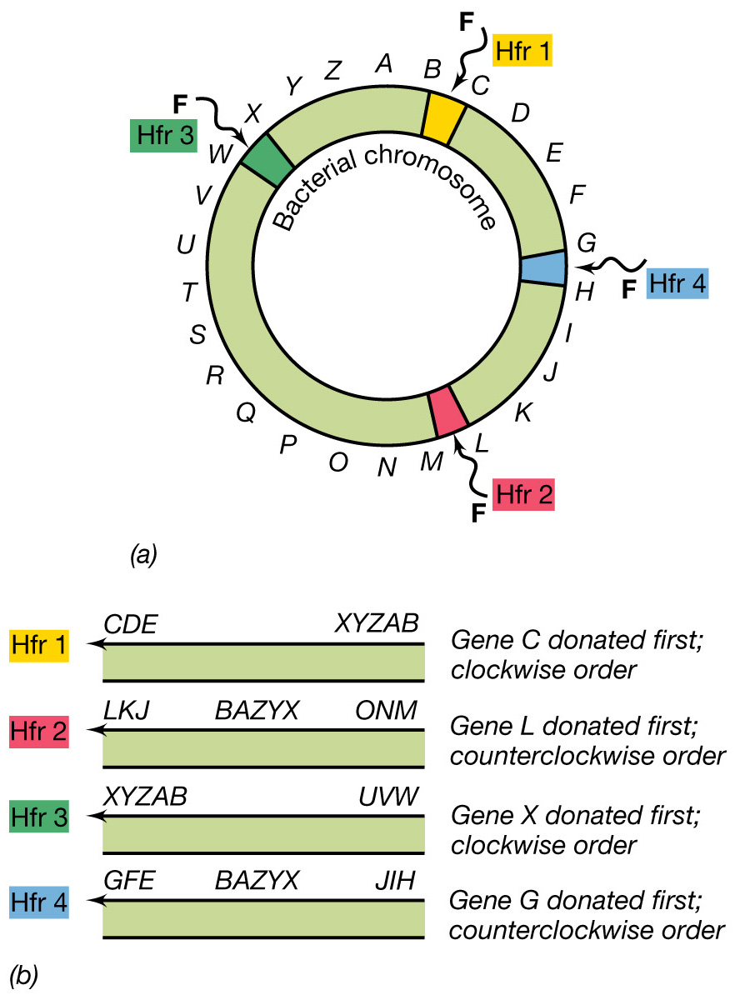 F
Hfr 1
A
B
C
D
E
F
G
F
Hfr 4
H
I
J
K
L
F
Hfr 2
M
N
O
P
Q
R
S
T
U
V
W
F
Hfr 3
X
Y
Z
Bacterial chromosome
(a)
Hfr 1
CDE XYZAB
Gene C donated first;
clockwise order
Hfr 2
LKJ BAZYX ONM
Gene L donated first;
counterclockwise order
Hfr 3
XYZAB UVW
Gene X donated first;
clockwise order
Hfr 4
GFE BAZYX JIH
Gene G donated first;
counterclockwise order
(b)